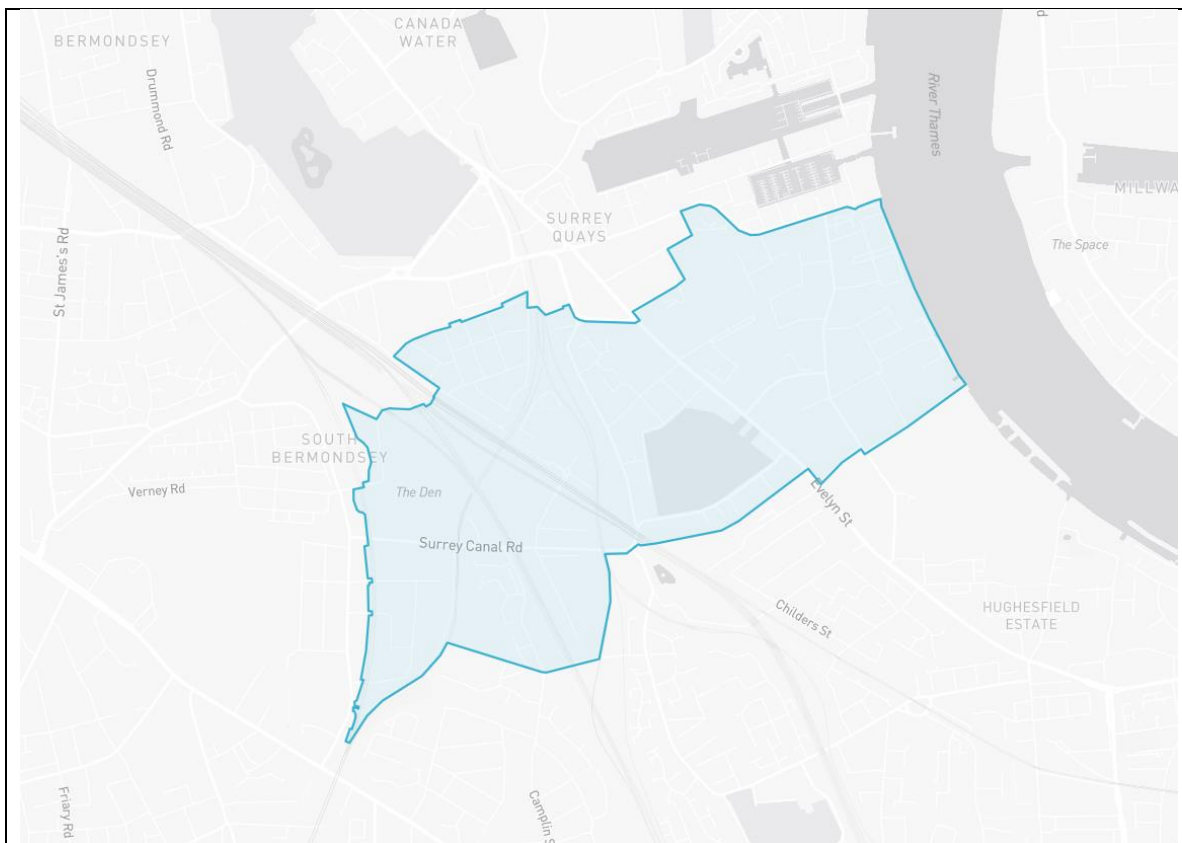 CANADA
WATER
BERMONDSEY
d
Drummond Rd
River Thames
MILLWA
St James's Rd
SURREY
QUAYS
The Space
SOUTH
BERMONDSEY
Verney Rd
The Den
Evelyn St
Surrey Canal Rd
Childers St
HUGHESFIELD
ESTATE
Friary Rd
Camplin S